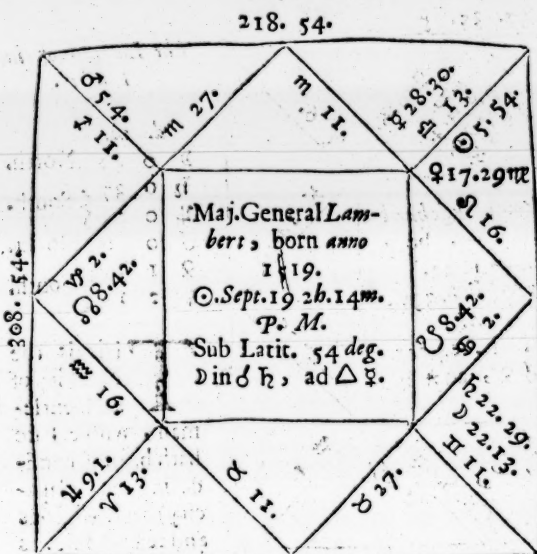 218. 54.
♂ 5.4.
♐ 11.
♏ 27.
♏ 11.
☿ 28.30.
♎ 13.
☉ 5. 54.
♀ 17.29 ♍
♌ 16.
Maj. General Lam-
bert, born anno
1519.
☉. Sept. 19 2h. 14m.
P. M.
Sub Latit. 54 deg.
☽ in ☌ ♄, ad △ ☿.
308. 54.
♑ 2.
☊ 8.42.
☋ 8.42.
♋ 2.
♒ 16.
♃ 9.1.
♈ 13.
♉ 11.
♉ 27.
♄ 22.29.
☽ 22.13.
♊ 11.